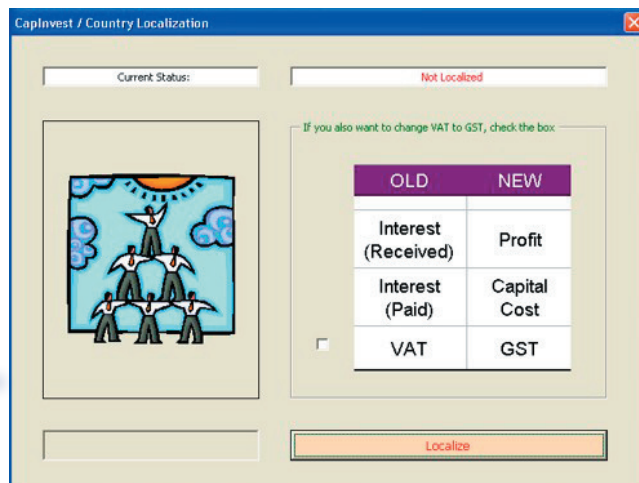 CapInvest / Country Localization
Current Status:
Not Localized
If you also want to change VAT to GST, check the box
OLD NEW
Interest
(Received)
Profit
Interest
(Paid)
Capital
Cost
VAT GST
Localize